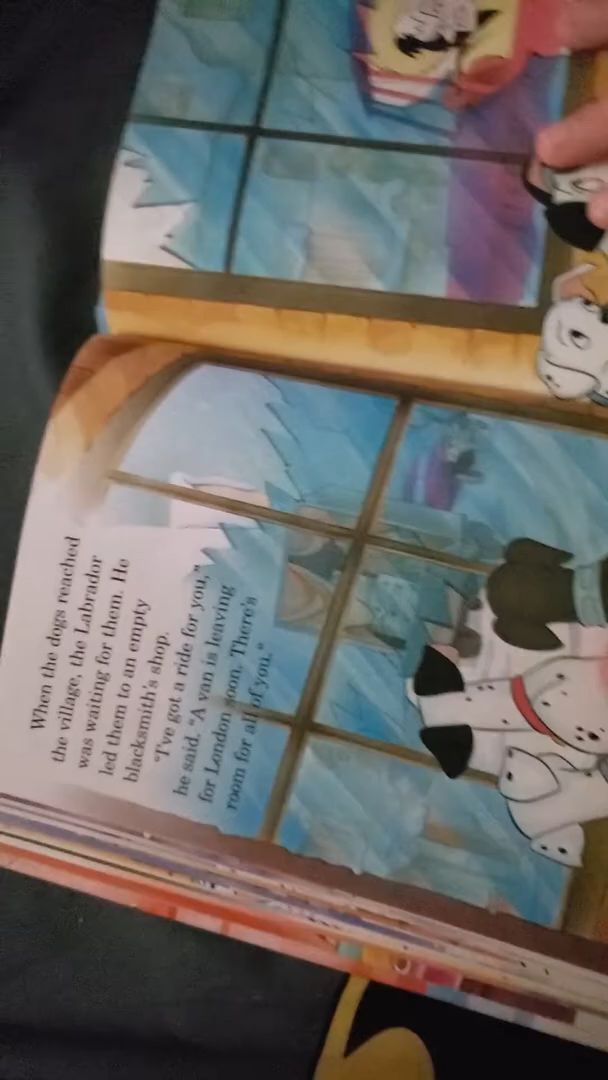 When the dogs reached
the village, the Labrador
was waiting for them. He
led them to an empty
blacksmith's shop.
"I've got a ride for you,"
he said. "A van is leaving
for London soon. There's
room for all of you."